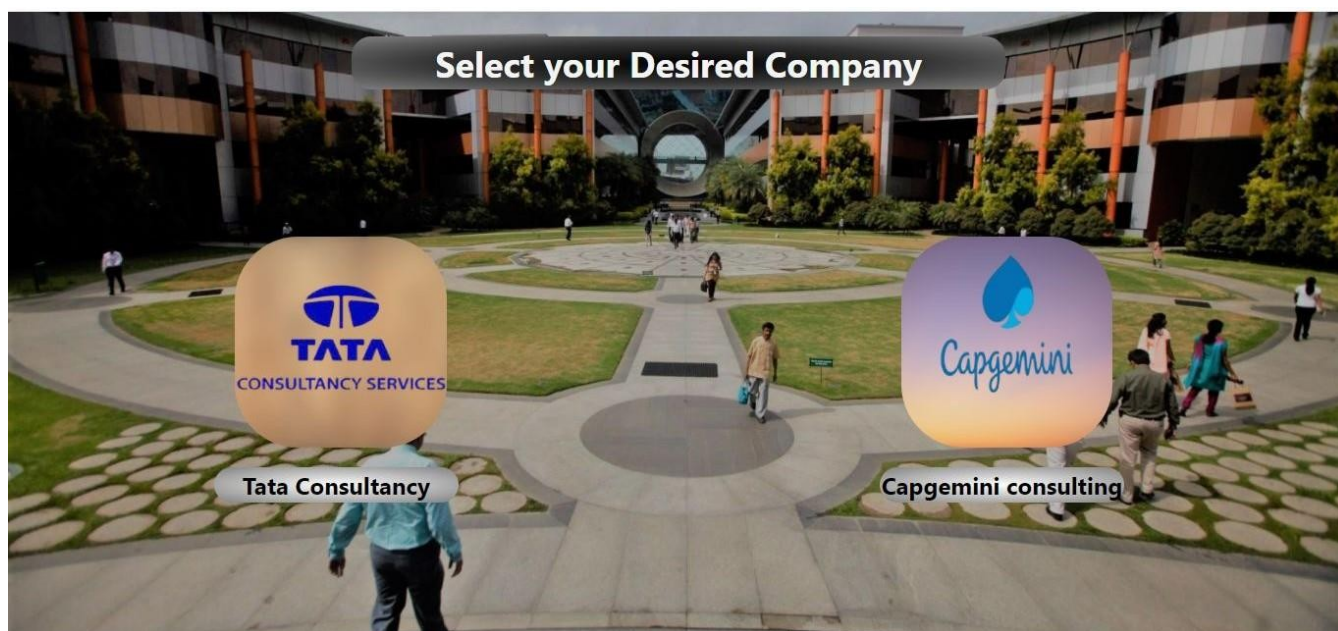 Select your Desired Company
TATA
CONSULTANCY SERVICES
Capgemini
Tata Consultancy
Capgemini consulting